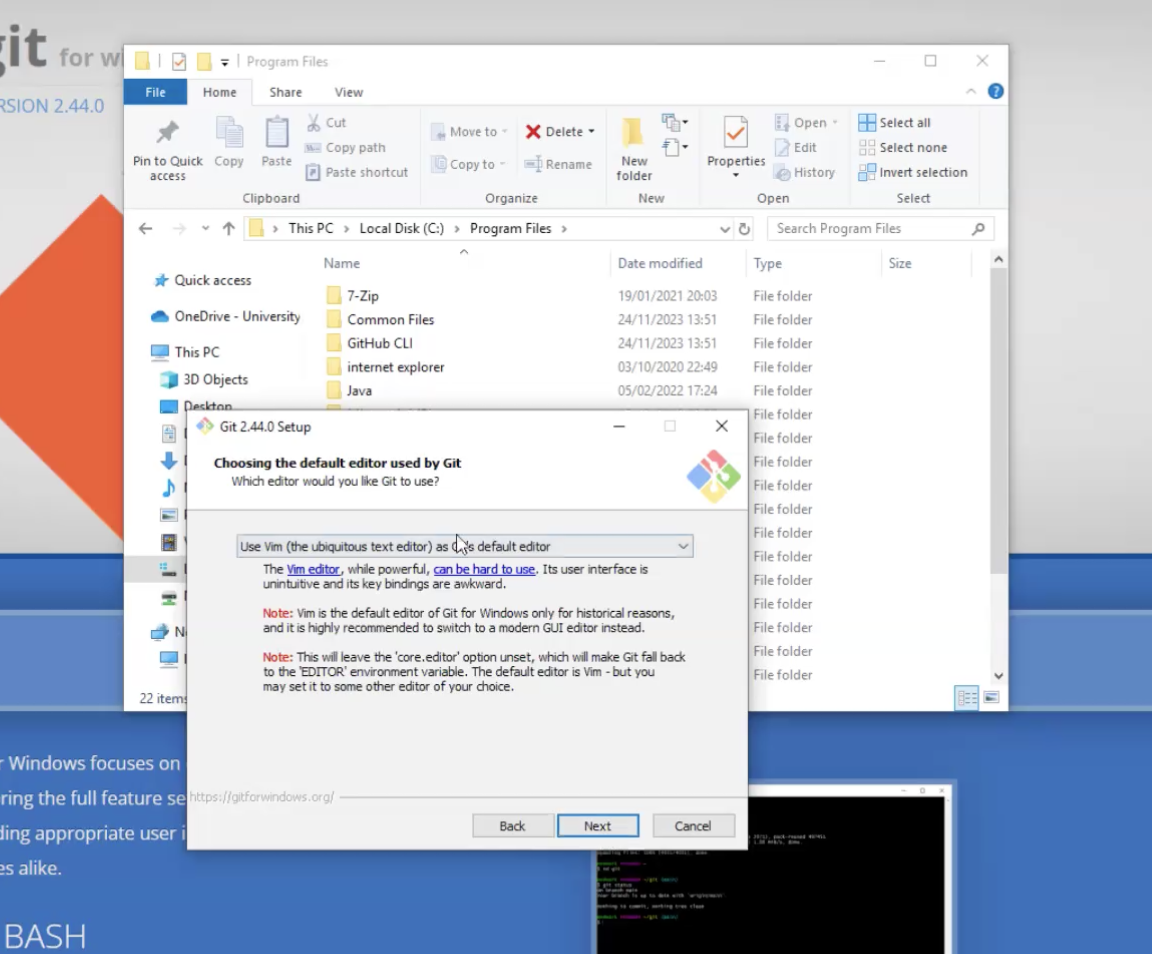 git for wi
RSION 2.44.0
Program Files
File Home Share View
Pin to Quick access
Copy
Paste
Cut
Copy path
Paste shortcut
Clipboard
Move to
Copy to
Delete
Rename
Organize
New folder
New
Properties
Open
Edit
History
Open
Select all
Select none
Invert selection
Select
This PC > Local Disk (C:) > Program Files >
Search Program Files
Name Date modified Type Size
Quick access
OneDrive - University
This PC
3D Objects
Desktop
22 items
7-Zip 19/01/2021 20:03 File folder
Common Files 24/11/2023 13:51 File folder
GitHub CLI 24/11/2023 13:51 File folder
internet explorer 03/10/2020 22:49 File folder
Java 05/02/2022 17:24 File folder
File folder
File folder
File folder
File folder
File folder
File folder
File folder
File folder
File folder
File folder
File folder
File folder
Git 2.44.0 Setup
Choosing the default editor used by Git
Which editor would you like Git to use?
Use Vim (the ubiquitous text editor) as default editor
The Vim editor, while powerful, can be hard to use. Its user interface is
unintuitive and its key bindings are awkward.
Note: Vim is the default editor of Git for Windows only for historical reasons,
and it is highly recommended to switch to a modern GUI editor instead.
Note: This will leave the 'core.editor' option unset, which will make Git fall back
to the 'EDITOR' environment variable. The default editor is Vim - but you
may set it to some other editor of your choice.
https://gitforwindows.org/
Back Next Cancel
r Windows focuses on
ring the full feature se
ding appropriate user i
es alike.
BASH